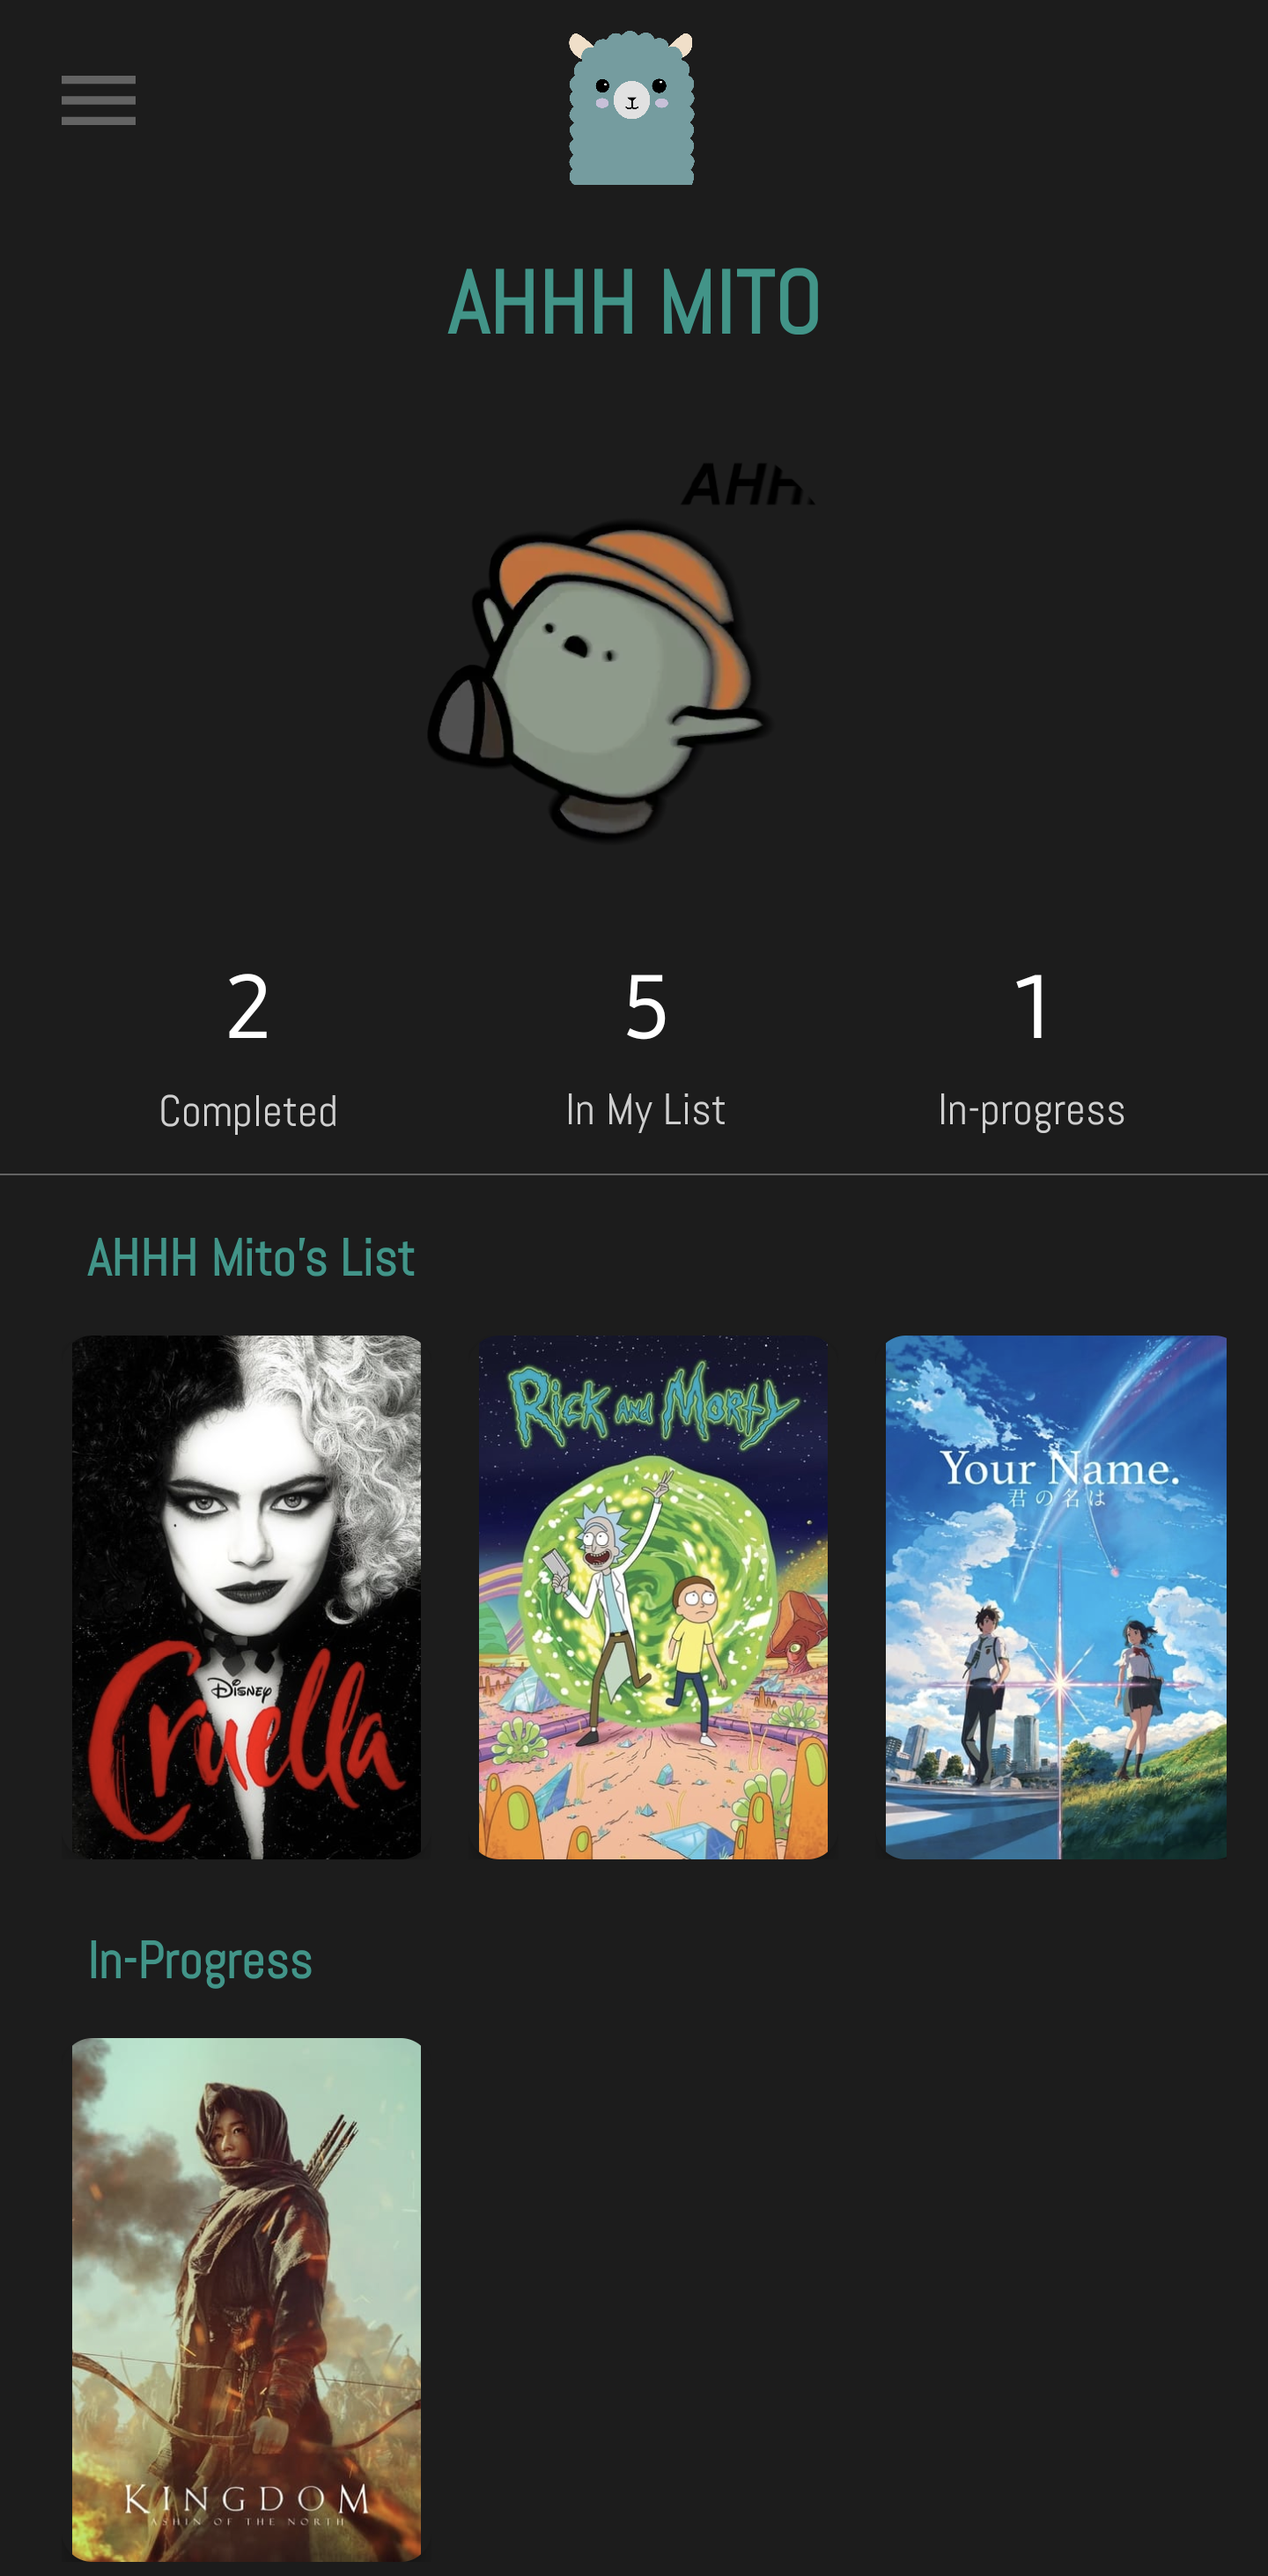 AHHH MITO
AHH
2
5
1
Completed
In My List
In-progress
AHHH Mito's List
Disney
Cruella
Rick and Morty
Your Name.
君の名は
In-Progress
KINGDOM
ASHIN OF THE NORTH